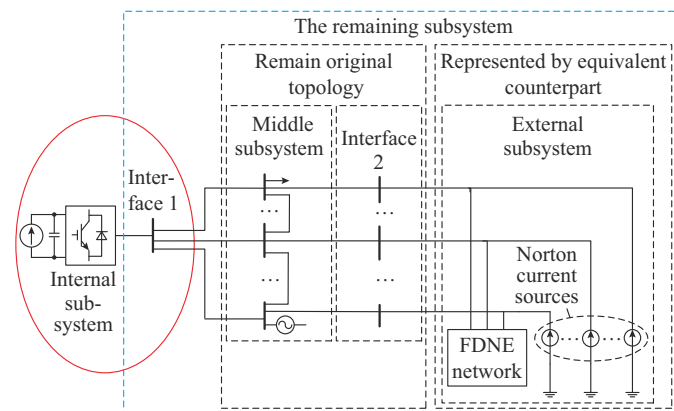 The remaining subsystem
Remain original
topology
Represented by equivalent
counterpart
Middle
subsystem
Interface
2
External
subsystem
Inter-
face 1
...
...
...
...
Internal
sub-
system
Norton
current
sources
FDNE
network
...
...